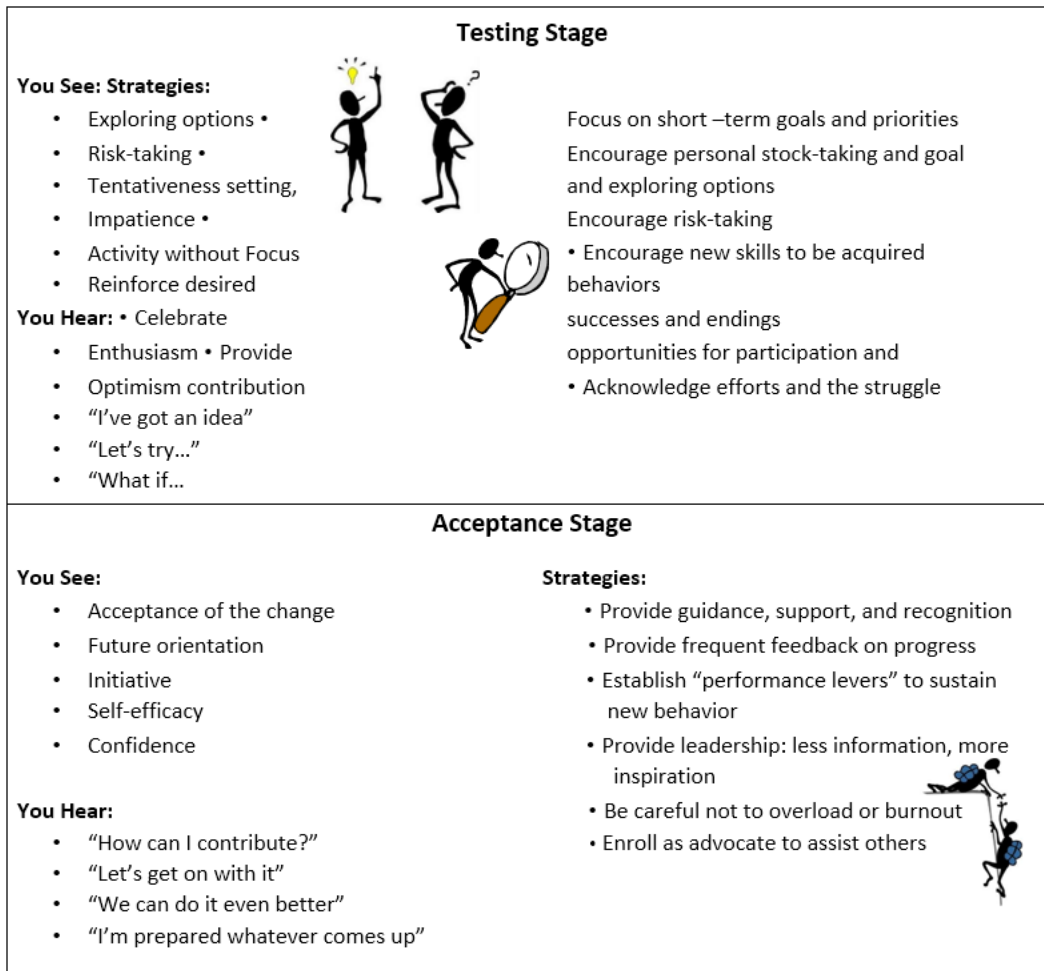 Testing Stage
You See: Strategies:
• Exploring options •
• Risk-taking •
• Tentativeness setting,
• Impatience •
• Activity without Focus
• Reinforce desired
You Hear: • Celebrate
• Enthusiasm • Provide
• Optimism contribution
• “I’ve got an idea”
• “Let’s try…”
• “What if…
?
Focus on short –term goals and priorities
Encourage personal stock-taking and goal
and exploring options
Encourage risk-taking
• Encourage new skills to be acquired
behaviors
successes and endings
opportunities for participation and
• Acknowledge efforts and the struggle
Acceptance Stage
You See:
• Acceptance of the change
• Future orientation
• Initiative
• Self-efficacy
• Confidence
You Hear:
• “How can I contribute?”
• “Let’s get on with it”
• “We can do it even better”
• “I’m prepared whatever comes up”
Strategies:
• Provide guidance, support, and recognition
• Provide frequent feedback on progress
• Establish “performance levers” to sustain
new behavior
• Provide leadership: less information, more
inspiration
• Be careful not to overload or burnout
• Enroll as advocate to assist others